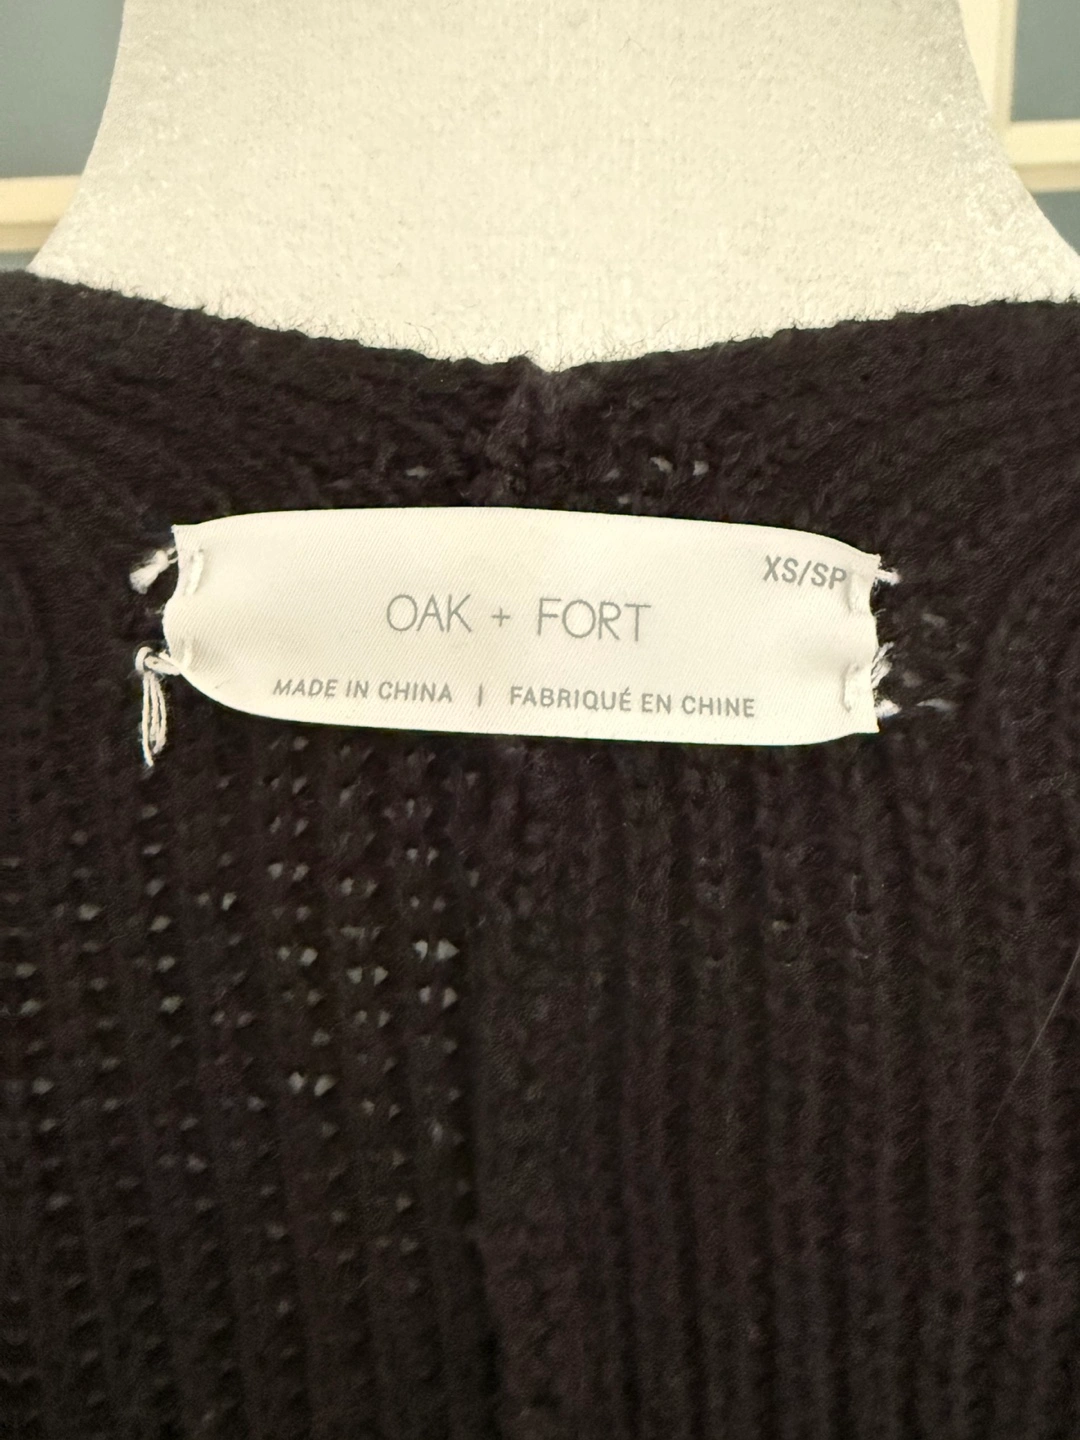 XS/SP
OAK + FORT
MADE IN CHINA | FABRIQUÉ EN CHINE